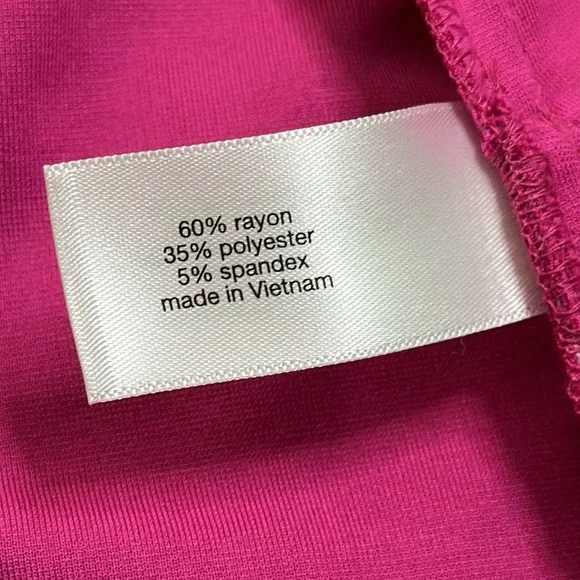 60% rayon
35% polyester
5% spandex
made in Vietnam